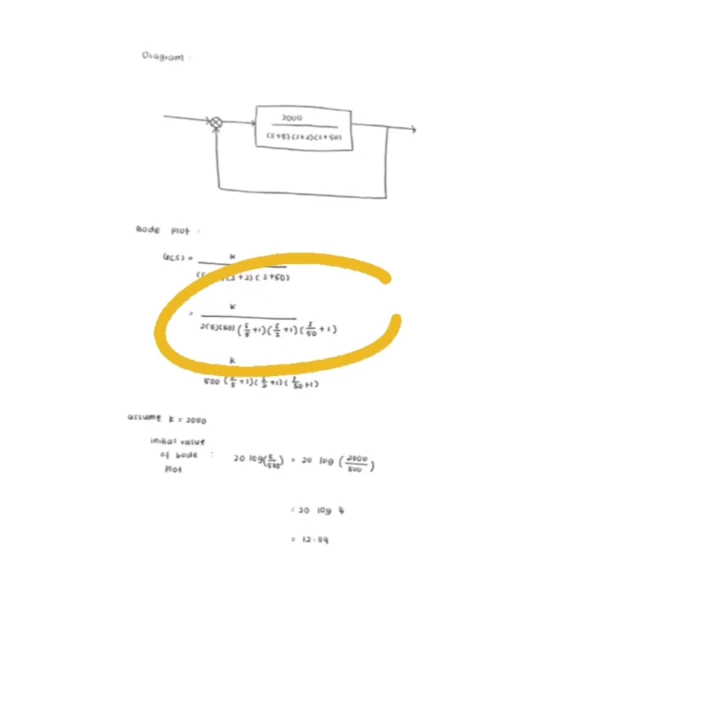 Diagram :
2000
(s+5)(s+2)(s+50)
Bode Plot :
G(s) = K
(s+2)(s+50)
= K
2(5)(50) (s/5 +1)(s/2 +1)(s/50 +1)
K
500 (s/5 +1)(s/2 +1)(s/50 +1)
assume K = 2000
initial value
of bode :
Plot
20 log(K/500) = 20 log (2000/500)
= 20 log 4
= 12.04